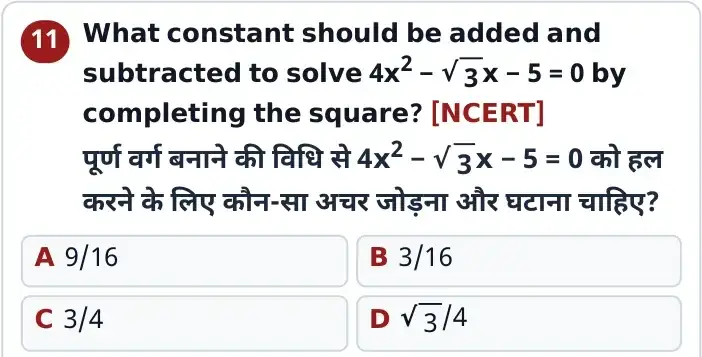 11 What constant should be added and
subtracted to solve 4x² − √3x − 5 = 0 by
completing the square? [NCERT]
पूर्ण वर्ग बनाने की विधि से 4x² − √3x − 5 = 0 को हल
करने के लिए कौन-सा अचर जोड़ना और घटाना चाहिए?
A 9/16
B 3/16
C 3/4
D √3/4